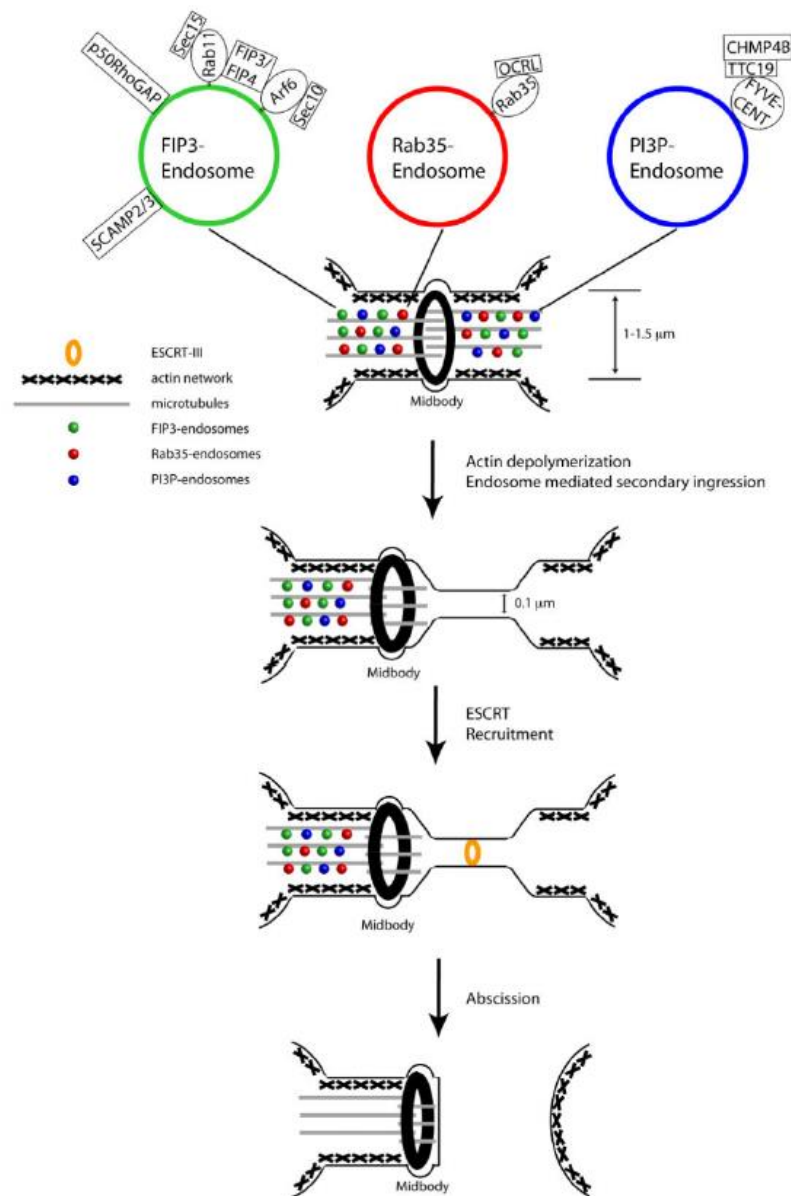 p50RhoGAP
Sec15
Rab11
FIP3/
FIP4
Arf6
Sec10
SCAMP2/3
FIP3-
Endosome
OCRL
Rab35
Rab35-
Endosome
CHMP4B
TTC19
FYVE-
CENT
PI3P-
Endosome
1-1.5 μm
Midbody
ESCRT-III
actin network
microtubules
FIP3-endosomes
Rab35-endosomes
PI3P-endosomes
Actin depolymerization
Endosome mediated secondary ingression
0.1 μm
Midbody
ESCRT
Recruitment
Midbody
Abscission
Midbody